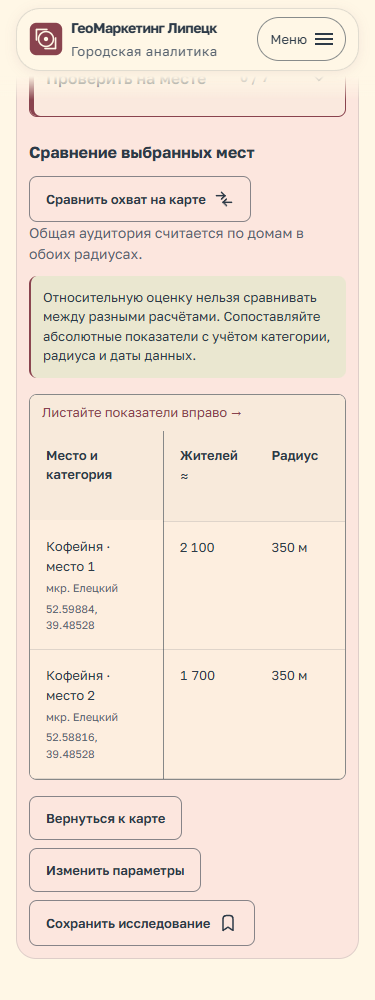 ГеоМаркетинг Липецк
Городская аналитика
Меню
Проверить на месте
Сравнение выбранных мест
Сравнить охват на карте
Общая аудитория считается по домам в
обоих радиусах.
Относительную оценку нельзя сравнивать
между разными расчётами. Сопоставляйте
абсолютные показатели с учётом категории,
радиуса и даты данных.
Листайте показатели вправо →
Место и
категория
Жителей
≈
Радиус
Кофейня ·
место 1
мкр. Елецкий
52.59884,
39.48528
2 100
350 м
Кофейня ·
место 2
мкр. Елецкий
52.58816,
39.48528
1 700
350 м
Вернуться к карте
Изменить параметры
Сохранить исследование